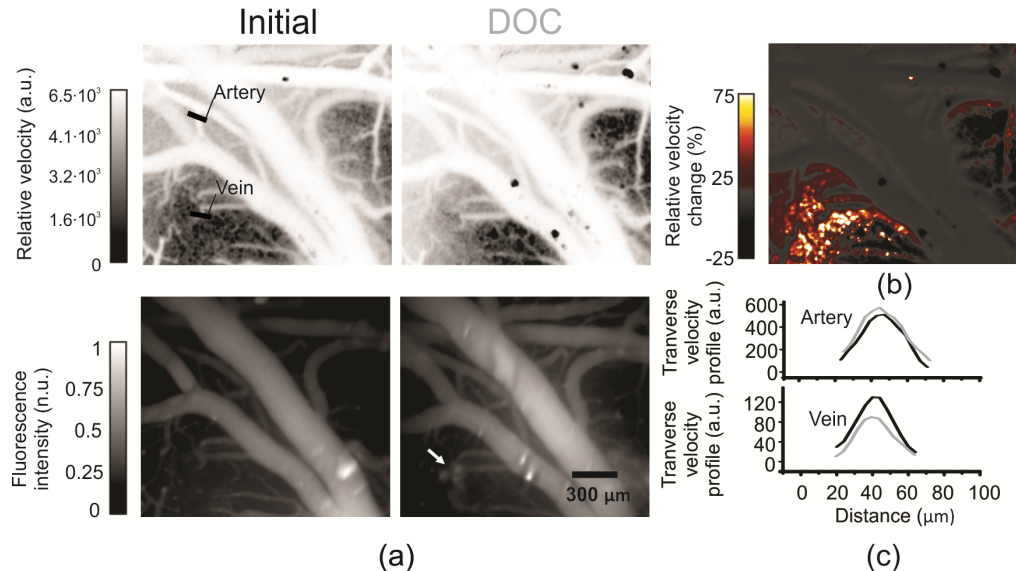 Initial
DOC
Relative velocity (a.u.)
6.5·10³
4.1·10³
3.2·10³
1.6·10³
0
Artery
Vein
Relative velocity
change (%)
75
25
-25
(b)
Fluorescence
intensity (n.u.)
1
0.75
0.5
0.25
0
300 µm
(a)
Tranverse
velocity
profile (a.u.)
600
400
200
0
Artery
Tranverse
velocity
profile (a.u.)
120
80
40
0
Vein
0 20 40 60 80 100
Distance (µm)
(c)